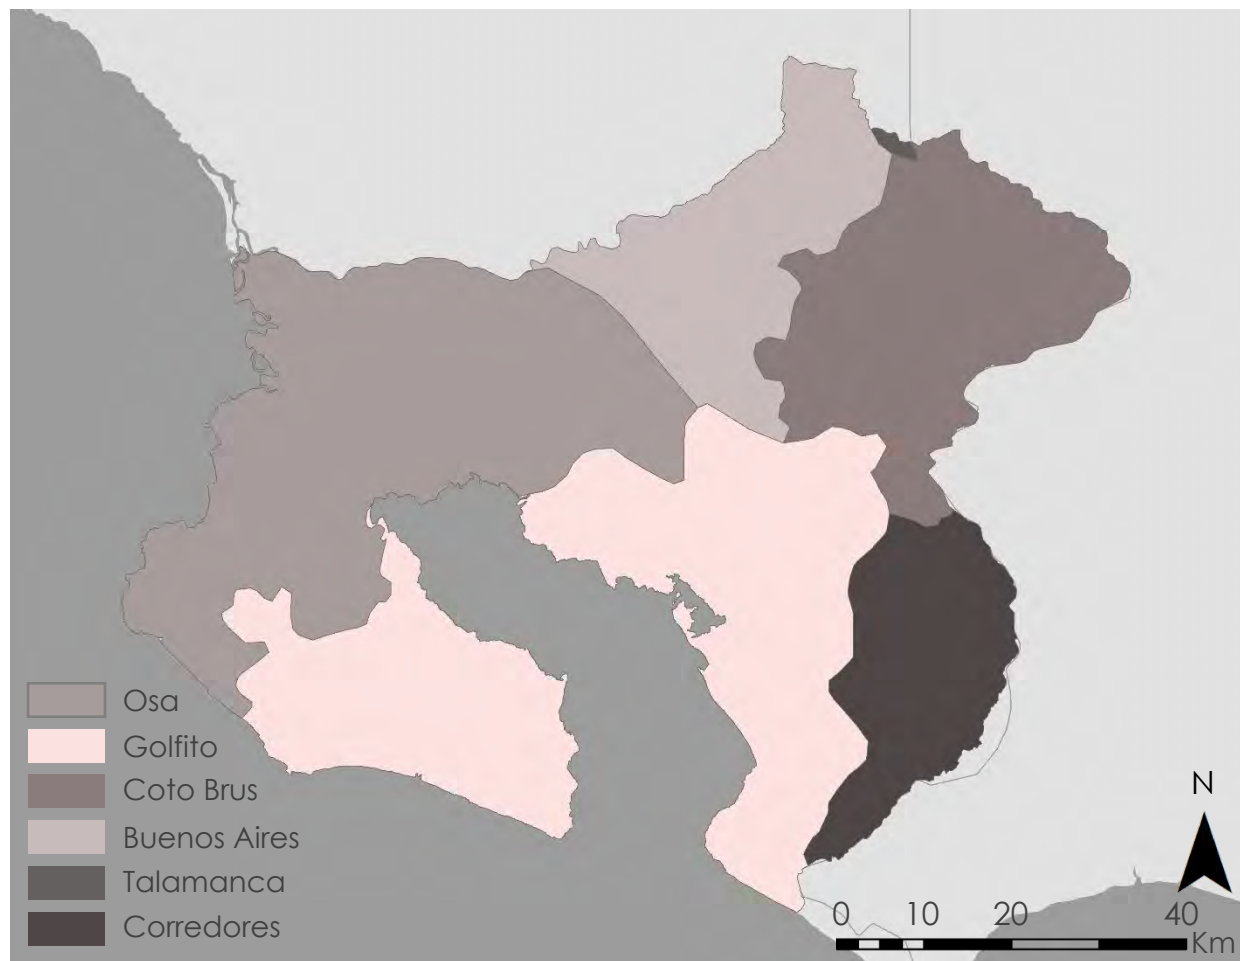 Osa
Golfito
Coto Brus
Buenos Aires
Talamanca
Corredores
N
0 10 20 40
Km